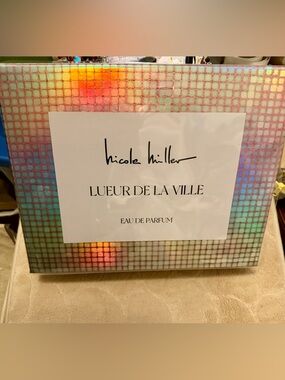 nicole miller
LUEUR DE LA VILLE
EAU DE PARFUM